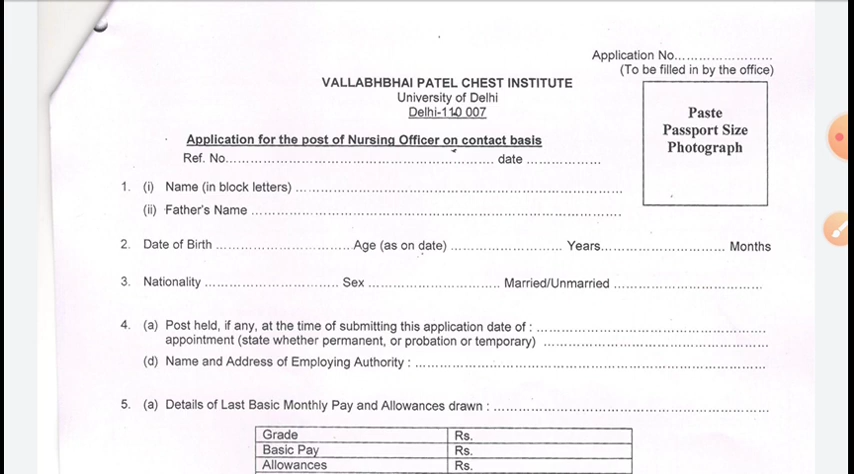 Application No........................
(To be filled in by the office)
VALLABHBHAI PATEL CHEST INSTITUTE
University of Delhi
Delhi-110 007
Paste
Passport Size
Photograph
Application for the post of Nursing Officer on contact basis
Ref. No.................................................................... date ...................
1. (i) Name (in block letters) ................................................................................
(ii) Father's Name ..........................................................................................
2. Date of Birth ................................. Age (as on date) ............................ Years............................... Months
3. Nationality ................................. Sex ................................. Married/Unmarried .....................................
4. (a) Post held, if any, at the time of submitting this application date of : .........................................................
appointment (state whether permanent, or probation or temporary) .......................................................
(d) Name and Address of Employing Authority : .......................................................................................
5. (a) Details of Last Basic Monthly Pay and Allowances drawn : ....................................................................
Grade Rs.
Basic Pay Rs.
Allowances Rs.